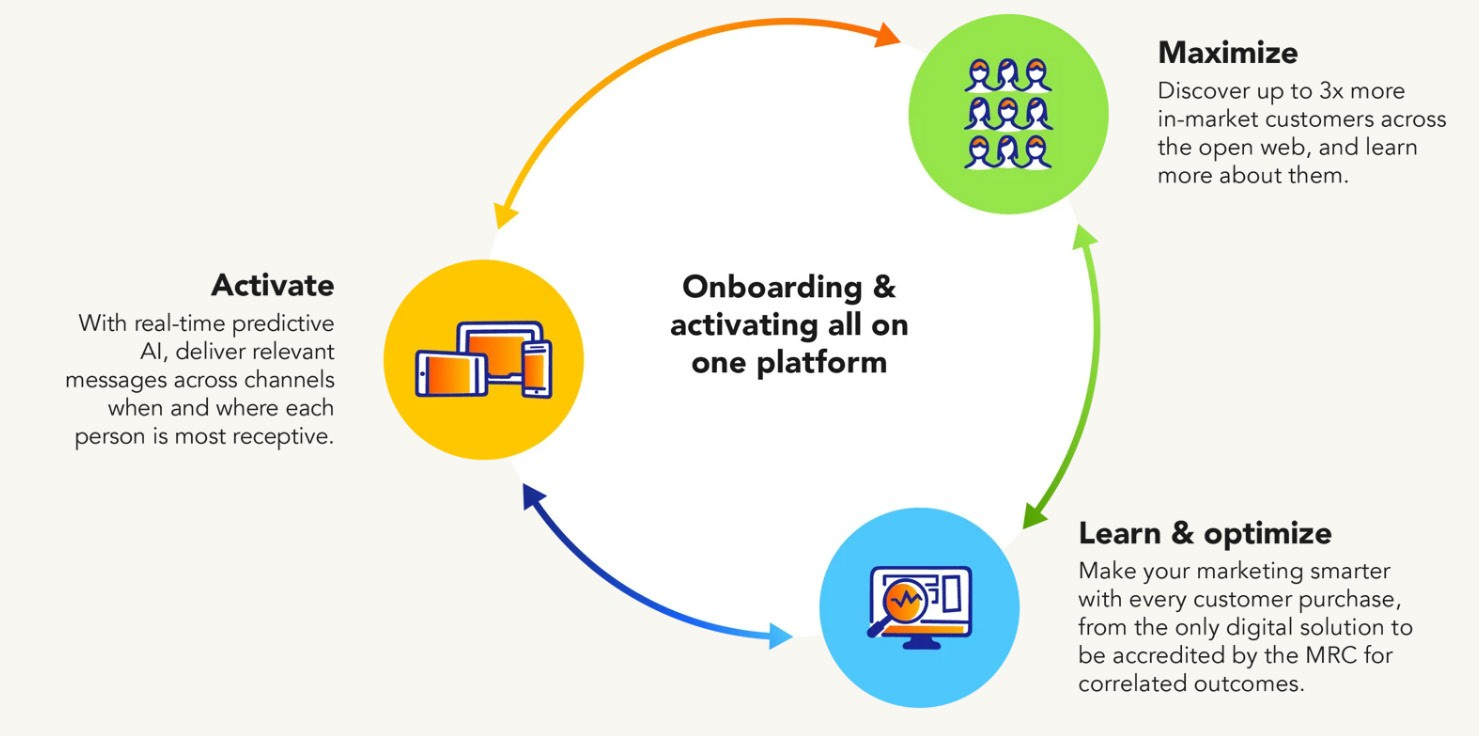 Maximize
Discover up to 3x more
in-market customers across
the open web, and learn
more about them.
Activate
With real-time predictive
AI, deliver relevant
messages across channels
when and where each
person is most receptive.
Onboarding &
activating all on
one platform
Learn & optimize
Make your marketing smarter
with every customer purchase,
from the only digital solution to
be accredited by the MRC for
correlated outcomes.